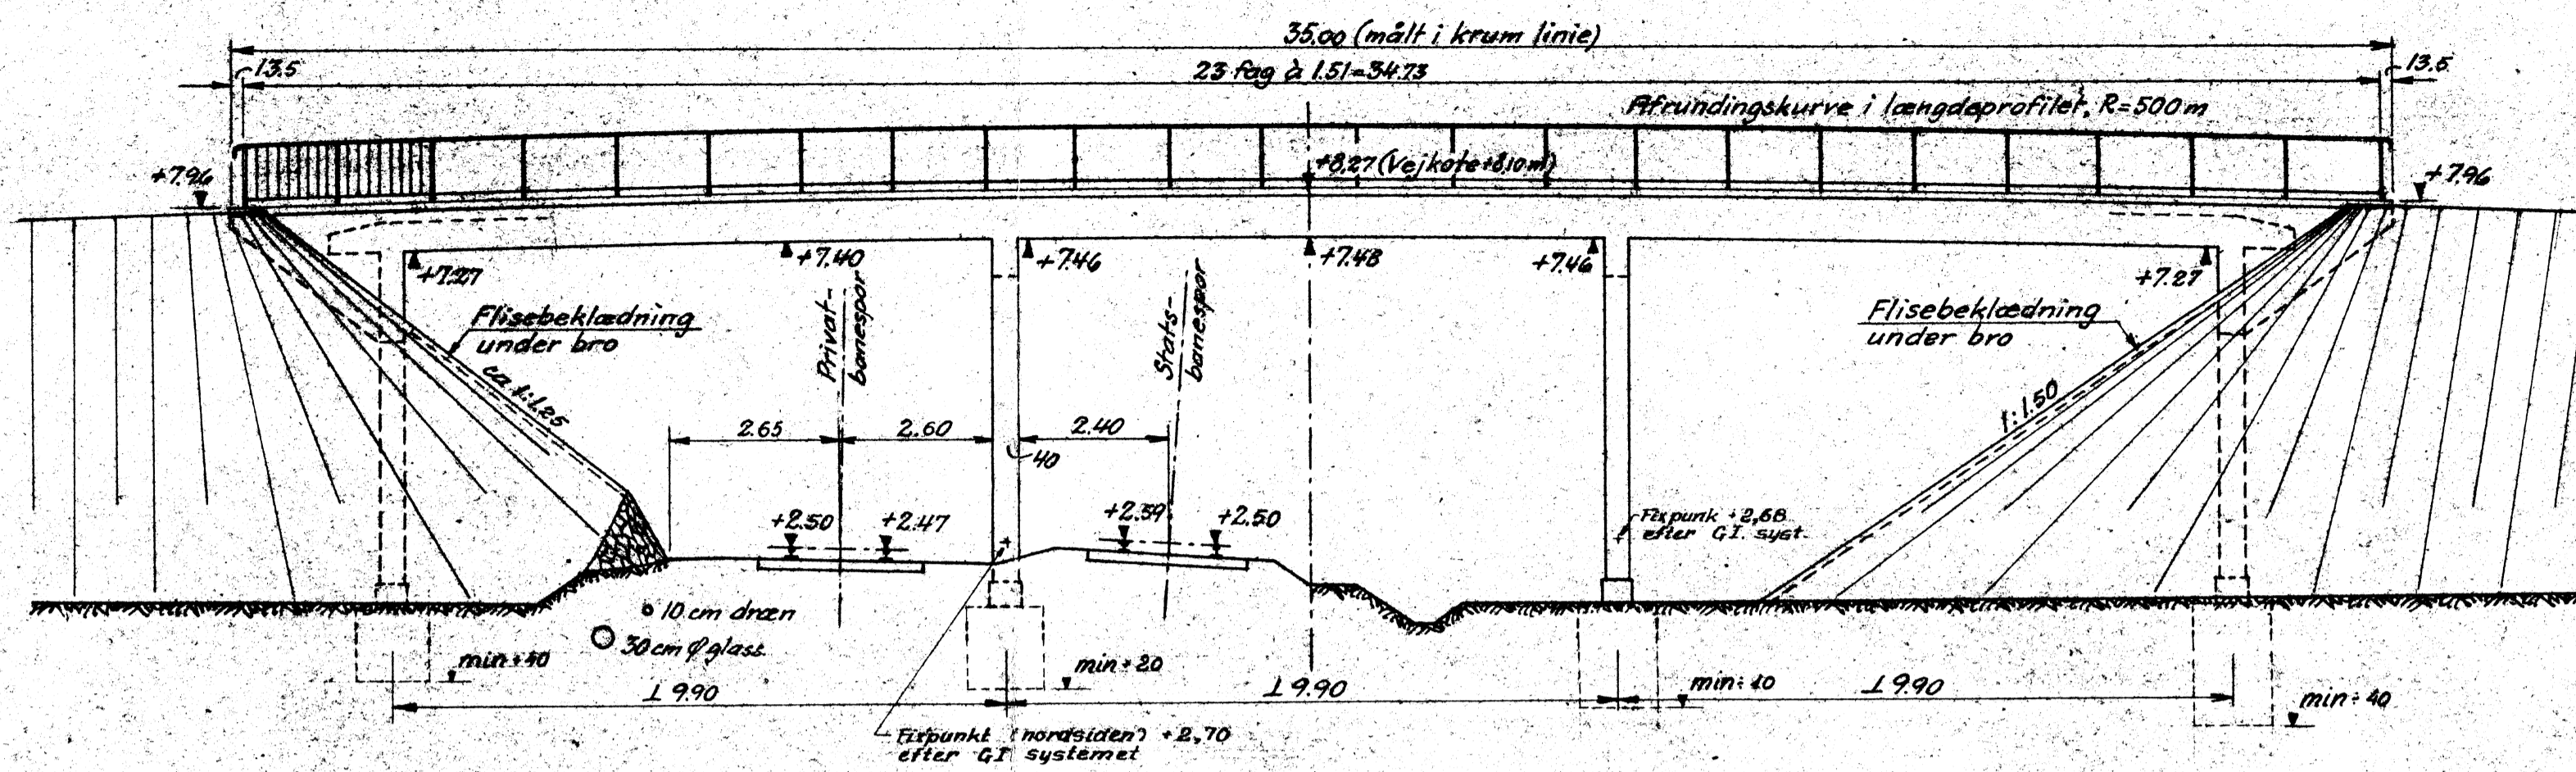 35.00 (målt i krum linie)
13.5
23 fag à 1.51=34.73
13.5
Afrundingskurve i længdeprofilet, R=500m
+7.96
+8.27 (Vejkote+8,10m)
+7.96
+7.27
+7.40
+7.46
+7.48
+7.46
+7.27
Flisebeklædning
under bro
Privat-
banespor
Stats-
banespor
Flisebeklædning
under bro
ca 1:1.25
1:1.50
2.65
2.60
2.40
40
+2.50
+2.47
+2.59
+2.50
Fixpunk +2,68
efter G.I. syst.
10 cm dræn
30 cm φ glass.
min÷40
min÷20
min÷40
min÷40
⊥ 9.90
⊥ 9.90
⊥ 9.90
Fixpunkt (nordsiden) +2,70
efter GI systemet